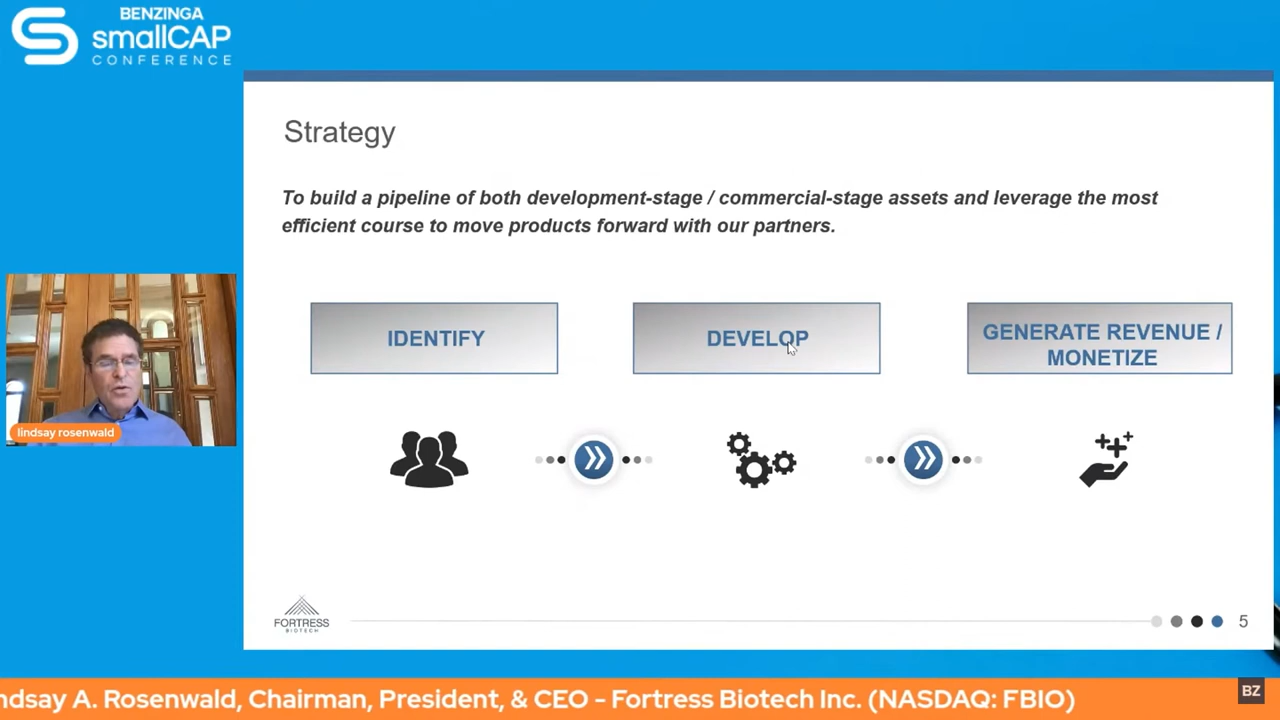 BENZINGA
smallCAP
CONFERENCE
Strategy
To build a pipeline of both development-stage / commercial-stage assets and leverage the most
efficient course to move products forward with our partners.
IDENTIFY
DEVELOP
GENERATE REVENUE /
MONETIZE
lindsay rosenwald
FORTRESS
BIOTECH
5
ndsay A. Rosenwald, Chairman, President, & CEO - Fortress Biotech Inc. (NASDAQ: FBIO)
BZ